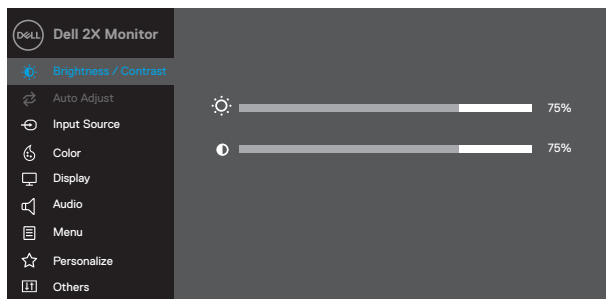 DELL Dell 2X Monitor
Brightness / Contrast
Auto Adjust
75%
Input Source
Color
75%
Display
Audio
Menu
Personalize
Others